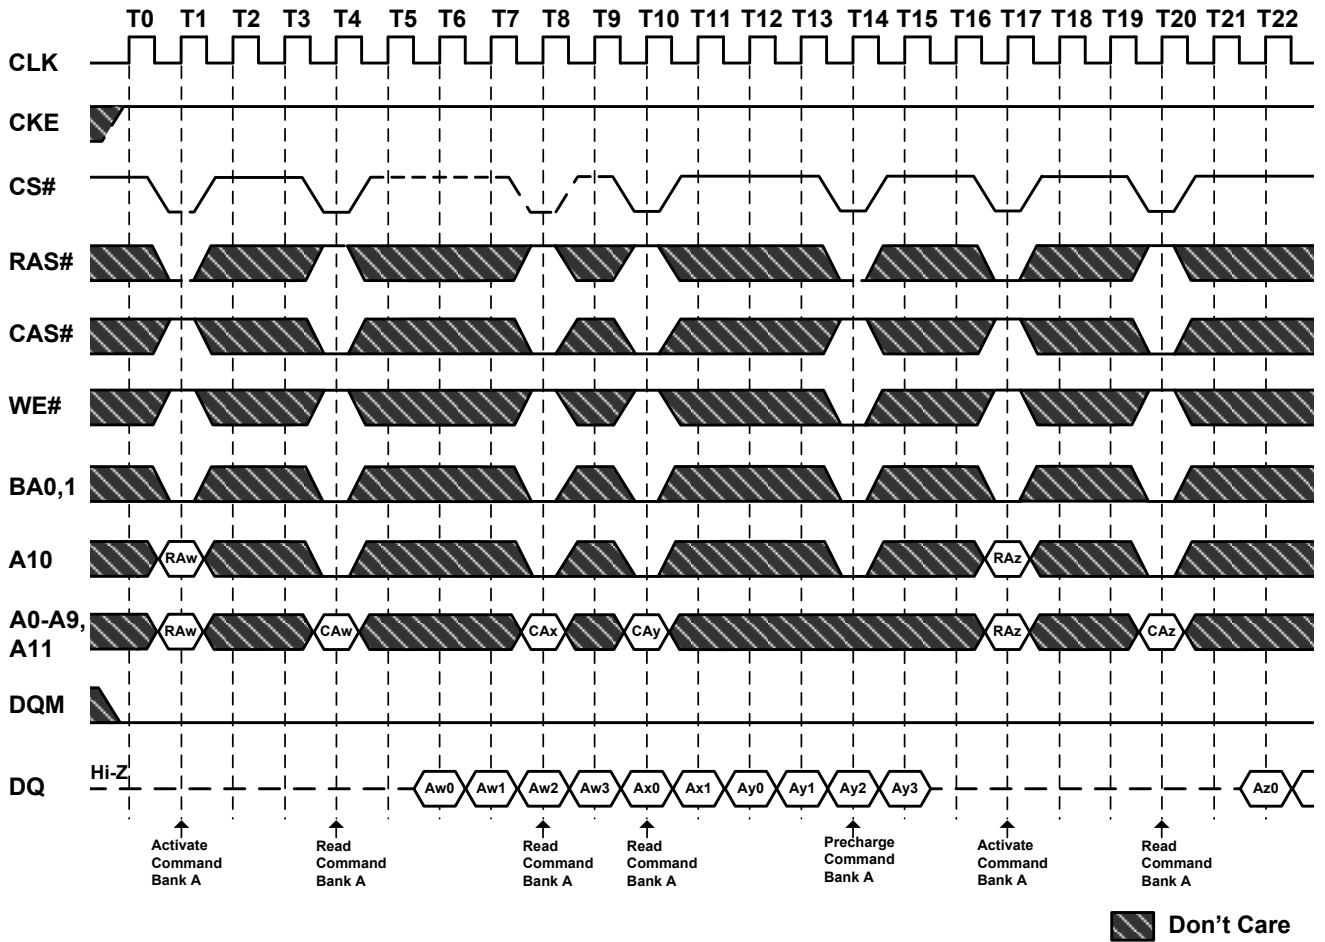 T0 T1 T2 T3 T4 T5 T6 T7 T8 T9 T10 T11 T12 T13 T14 T15 T16 T17 T18 T19 T20 T21 T22
CLK
CKE
CS#
RAS#
CAS#
WE#
BA0,1
A10 RAw RAz
A0-A9,
A11 RAw CAw CAx CAy RAz CAz
DQM
Hi-Z
DQ Aw0 Aw1 Aw2 Aw3 Ax0 Ax1 Ay0 Ay1 Ay2 Ay3 Az0
Activate
Command
Bank A
Read
Command
Bank A
Read
Command
Bank A
Read
Command
Bank A
Precharge
Command
Bank A
Activate
Command
Bank A
Read
Command
Bank A
Don't Care